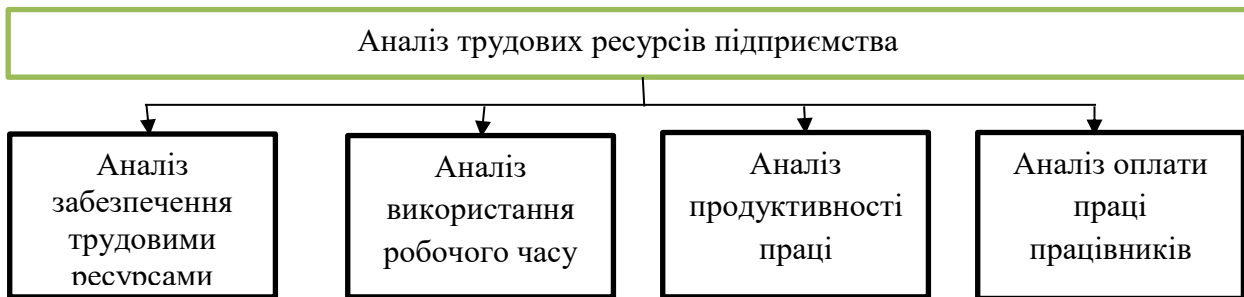 Аналіз трудових ресурсів підприємства
Аналіз
забезпечення
трудовими
ресурсами
Аналіз
використання
робочого часу
Аналіз
продуктивності
праці
Аналіз оплати
праці
працівників